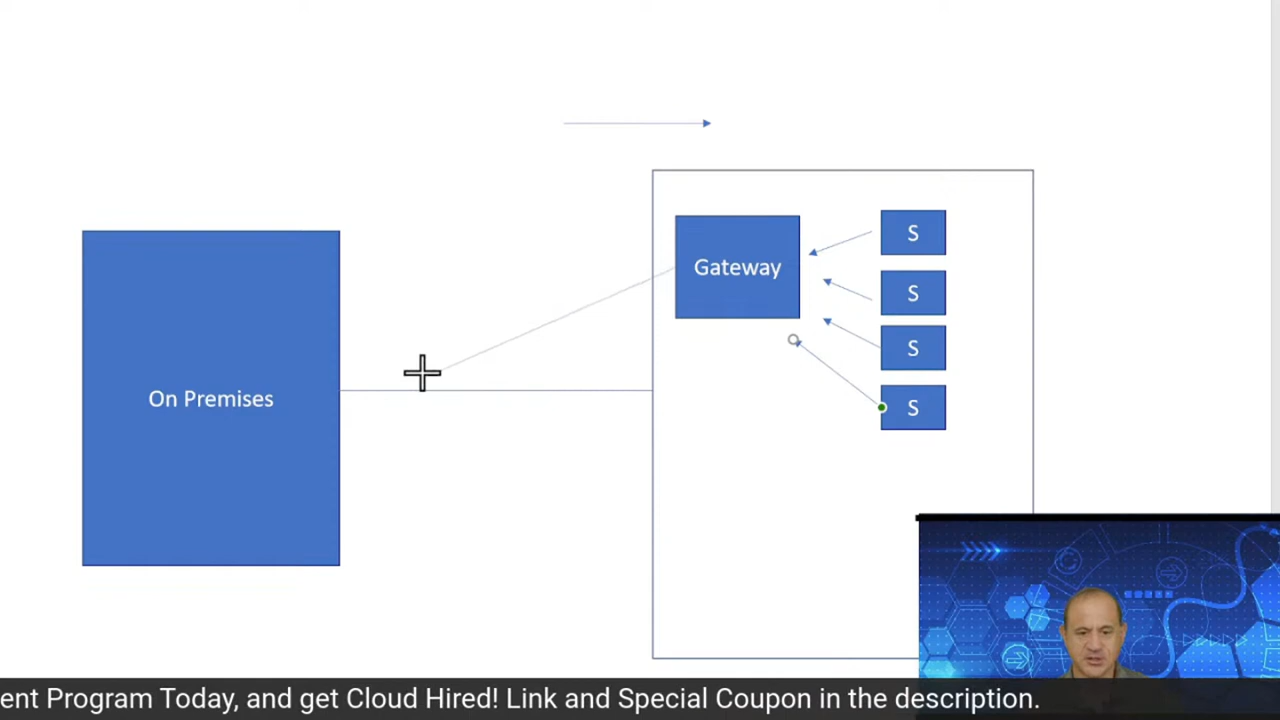 Gateway
S
S
S
On Premises
S
ent Program Today, and get Cloud Hired! Link and Special Coupon in the description.